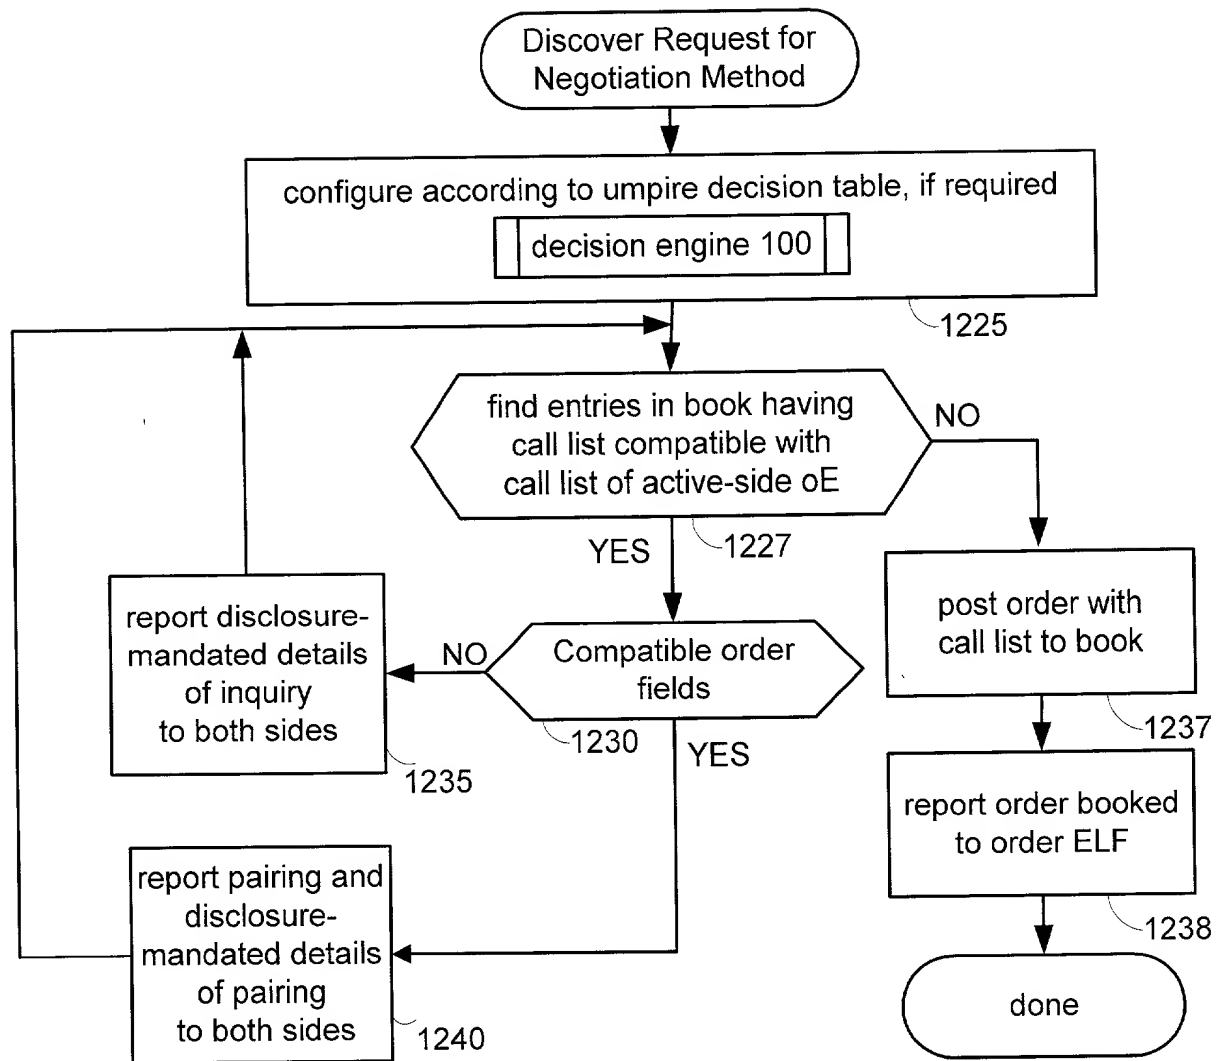 Discover Request for
Negotiation Method
configure according to umpire decision table, if required
decision engine 100
1225
find entries in book having
call list compatible with
call list of active-side oE
NO
1227
YES
post order with
call list to book
1237
report disclosure-
mandated details
of inquiry
to both sides
1235
NO
Compatible order
fields
1230
YES
report order booked
to order ELF
1238
report pairing and
disclosure-
mandated details
of pairing
to both sides
1240
done